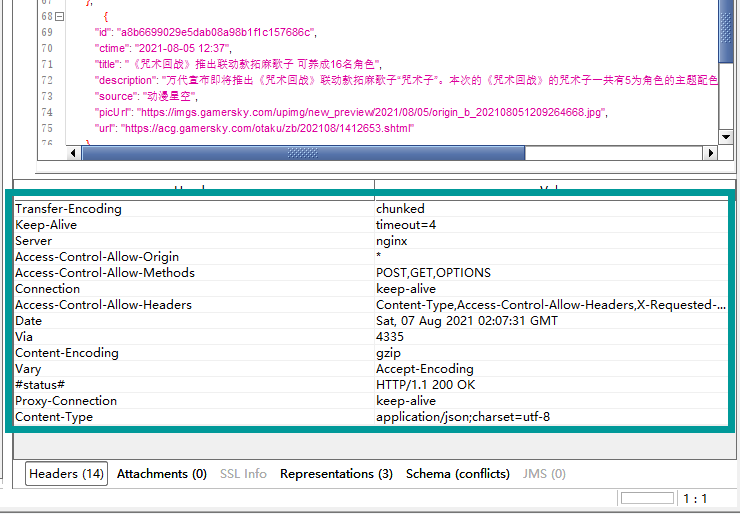 67 },
68 {
69 "id": "a8b6699029e5dab08a98b1f1c157686c",
70 "ctime": "2021-08-05 12:37",
71 "title": "《咒术回战》推出联动款拓麻歌子 可养成16名角色",
72 "description": "万代宣布即将推出《咒术回战》联动款拓麻歌子“咒术子”。本次的《咒术回战》的咒术子一共有5为角色的主题配色
73 "source": "动漫星空",
74 "picUrl": "https://imgs.gamersky.com/upimg/new_preview/2021/08/05/origin_b_202108051209264668.jpg",
75 "url": "https://acg.gamersky.com/otaku/zb/202108/1412653.shtml"
76 }
Transfer-Encoding chunked
Keep-Alive timeout=4
Server nginx
Access-Control-Allow-Origin *
Access-Control-Allow-Methods POST,GET,OPTIONS
Connection keep-alive
Access-Control-Allow-Headers Content-Type,Access-Control-Allow-Headers,X-Requested-...
Date Sat, 07 Aug 2021 02:07:31 GMT
Via 4335
Content-Encoding gzip
Vary Accept-Encoding
#status# HTTP/1.1 200 OK
Proxy-Connection keep-alive
Content-Type application/json;charset=utf-8
Headers (14) Attachments (0) SSL Info Representations (3) Schema (conflicts) JMS (0)
1 : 1